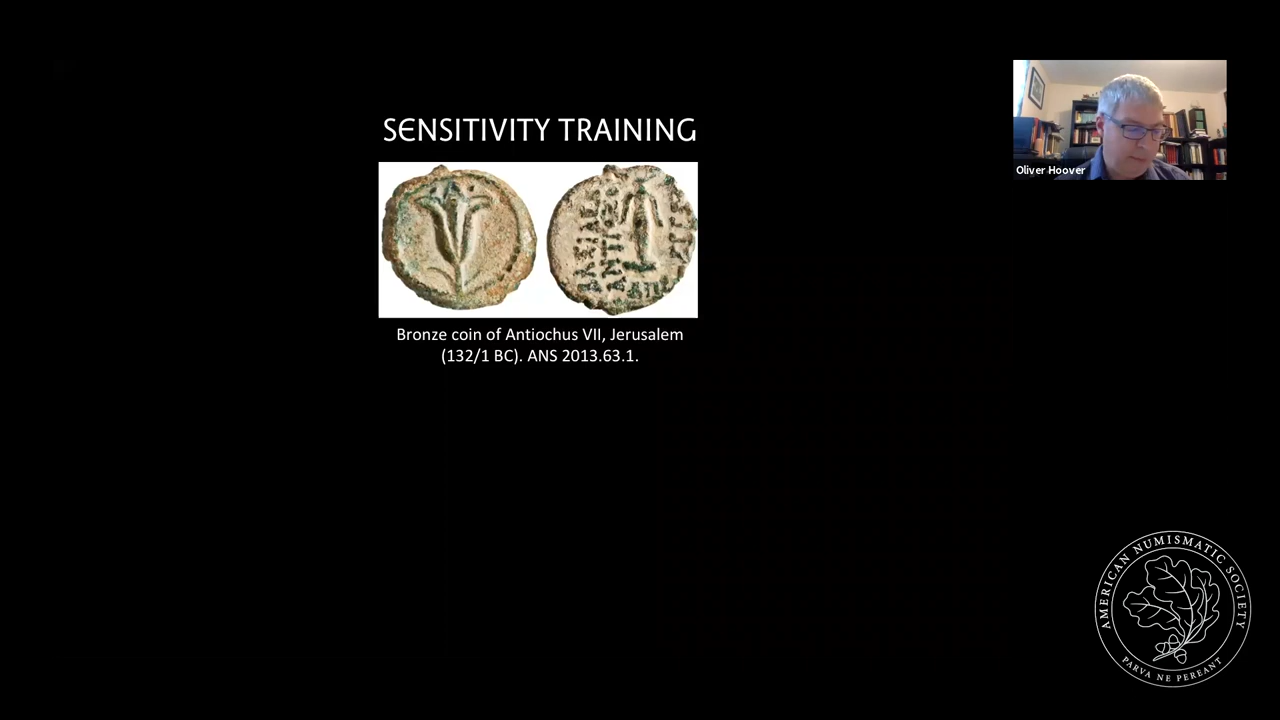 SENSITIVITY TRAINING
Bronze coin of Antiochus VII, Jerusalem
(132/1 BC). ANS 2013.63.1.
Oliver Hoover
AMERICAN NUMISMATIC SOCIETY
PARVA NE PEREANT